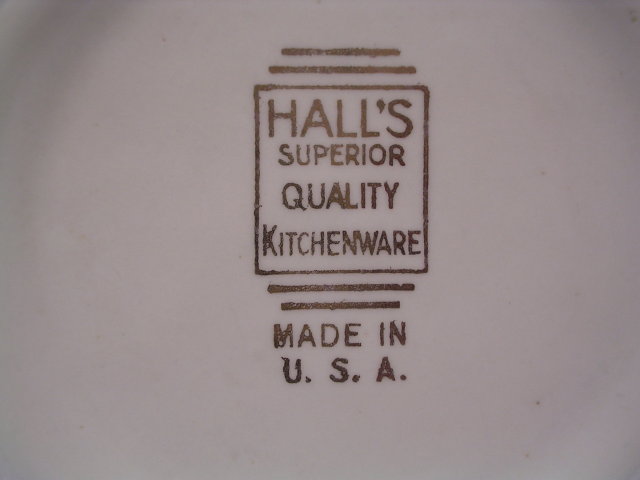 HALL'S
SUPERIOR
QUALITY
KITCHENWARE
MADE IN
U. S. A.